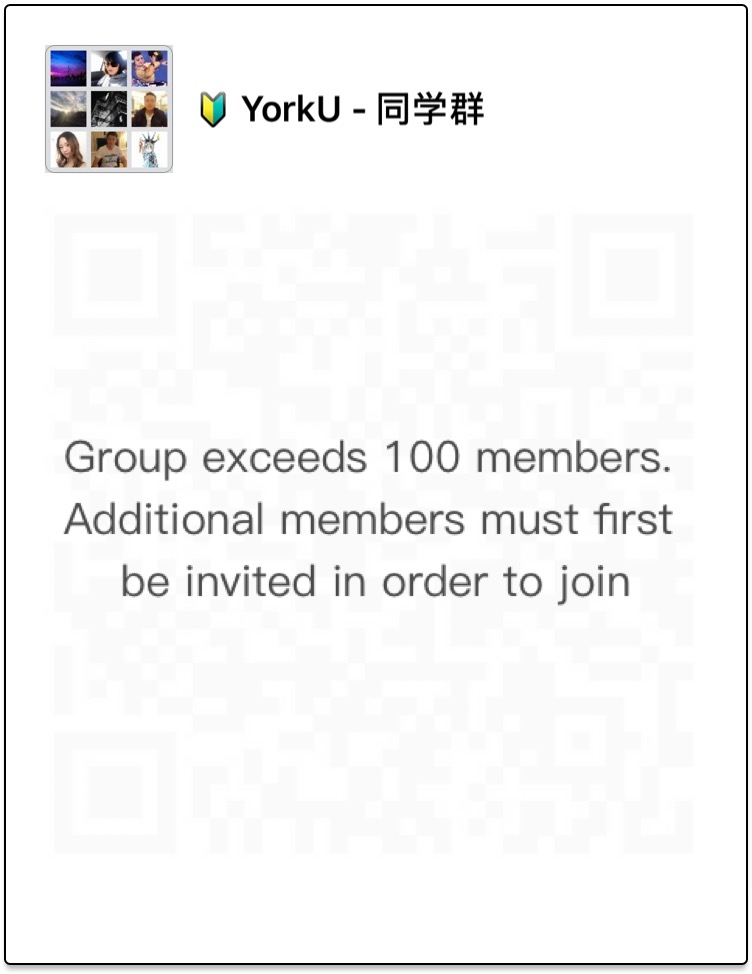 🔰 YorkU - 同学群
Group exceeds 100 members.
Additional members must first
be invited in order to join